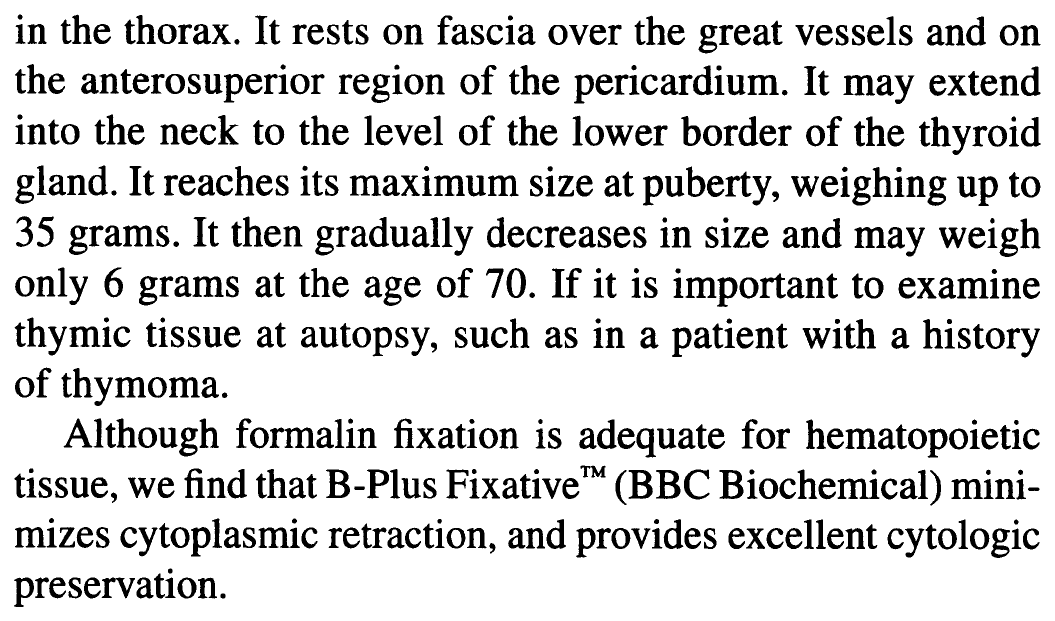 in the thorax. It rests on fascia over the great vessels and on
the anterosuperior region of the pericardium. It may extend
into the neck to the level of the lower border of the thyroid
gland. It reaches its maximum size at puberty, weighing up to
35 grams. It then gradually decreases in size and may weigh
only 6 grams at the age of 70. If it is important to examine
thymic tissue at autopsy, such as in a patient with a history
of thymoma.
Although formalin fixation is adequate for hematopoietic
tissue, we find that B-Plus Fixative™ (BBC Biochemical) mini-
mizes cytoplasmic retraction, and provides excellent cytologic
preservation.